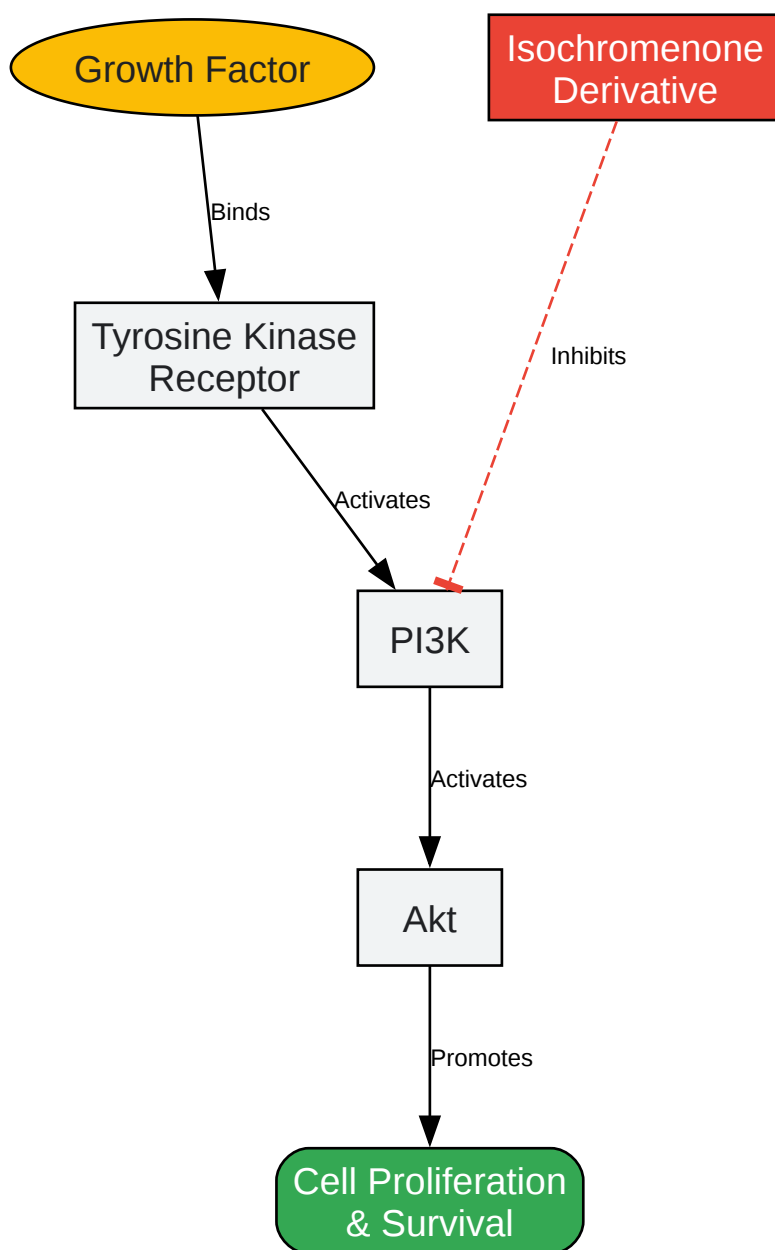 Growth Factor
Isochromenone
Derivative
Binds
Tyrosine Kinase
Receptor
Inhibits
Activates
PI3K
Activates
Akt
Promotes
Cell Proliferation
& Survival